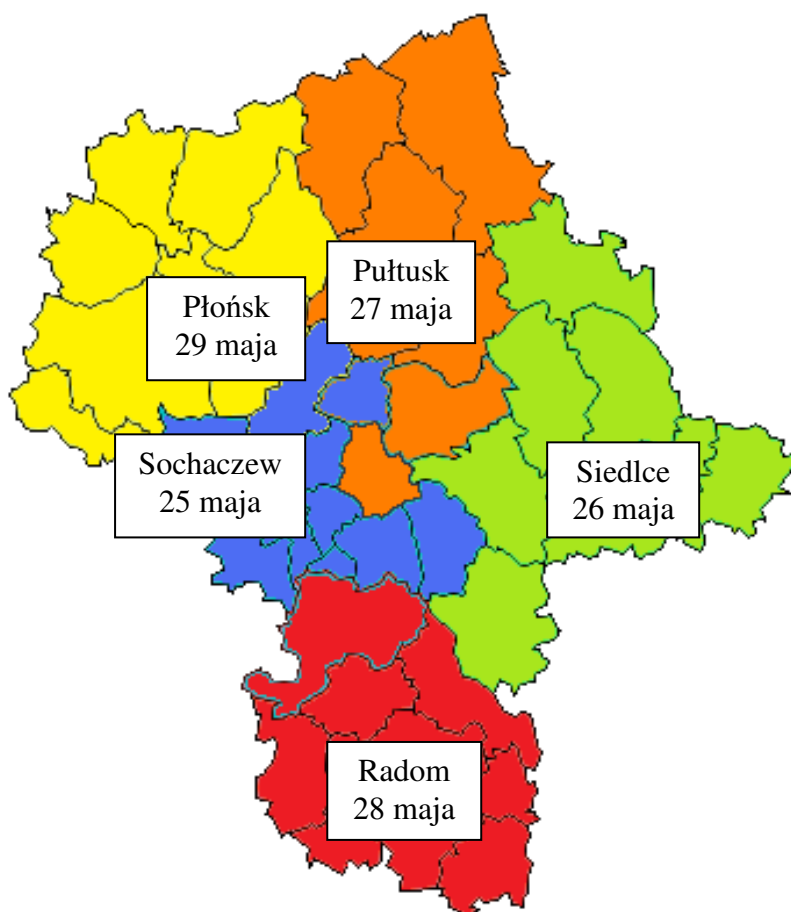 Pułtusk
27 maja
Płońsk
29 maja
Sochaczew
25 maja
Siedlce
26 maja
Radom
28 maja